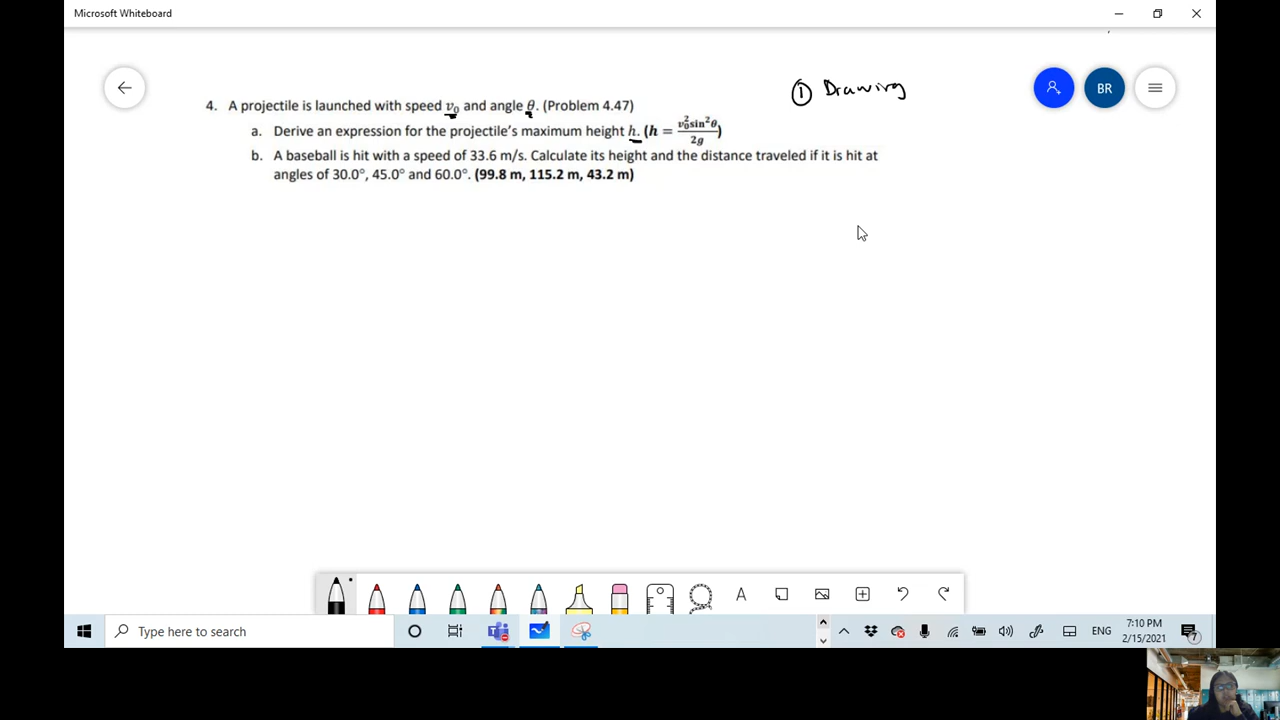 Microsoft Whiteboard
① Drawing
BR
4. A projectile is launched with speed v₀ and angle θ. (Problem 4.47)
a. Derive an expression for the projectile's maximum height h. (h = v₀²sin²θ / 2g)
b. A baseball is hit with a speed of 33.6 m/s. Calculate its height and the distance traveled if it is hit at
angles of 30.0°, 45.0° and 60.0°. (99.8 m, 115.2 m, 43.2 m)
A
Type here to search
ENG
7:10 PM
2/15/2021
7